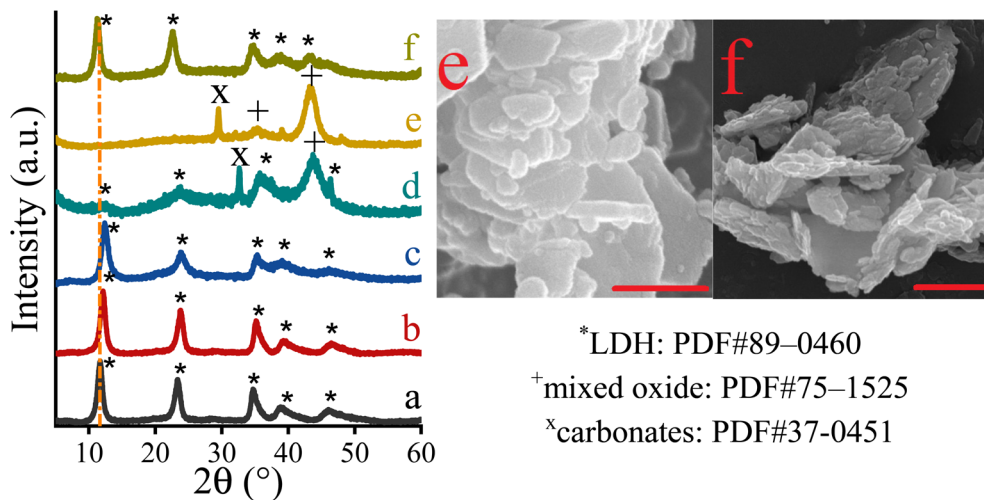 Intensity (a.u.)
* * * * *
f
+
x + e
x + d
* * * *
* * * * * c
* * * * * b
* * * * * a
10 20 30 40 50 60
2θ (°)
e
f
*LDH: PDF#89–0460
+mixed oxide: PDF#75–1525
xcarbonates: PDF#37-0451